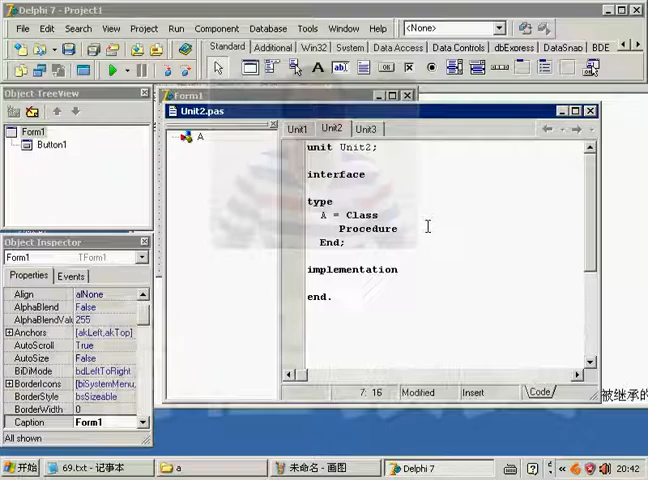 Delphi 7 - Project1
File Edit Search View Project Run Component Database Tools Window Help <None>
Standard Additional Win32 System Data Access Data Controls dbExpress DataSnap BDE
Object TreeView
Form1
Button1
Form1
Unit2.pas
A
Unit1 Unit2 Unit3
unit Unit2;
interface
type
A = Class
Procedure
End;
implementation
end.
7: 16 Modified Insert Code
Object Inspector
Form1 TForm1
Properties Events
Align alNone
AlphaBlend False
AlphaBlendValu 255
Anchors [akLeft,akTop]
AutoScroll True
AutoSize False
BiDiMode bdLeftToRight
BorderIcons [biSystemMenu,
BorderStyle bsSizeable
BorderWidth 0
Caption Form1
All shown
被继承的
开始 69.txt - 记事本 a 未命名 - 画图 Delphi 7 20:42